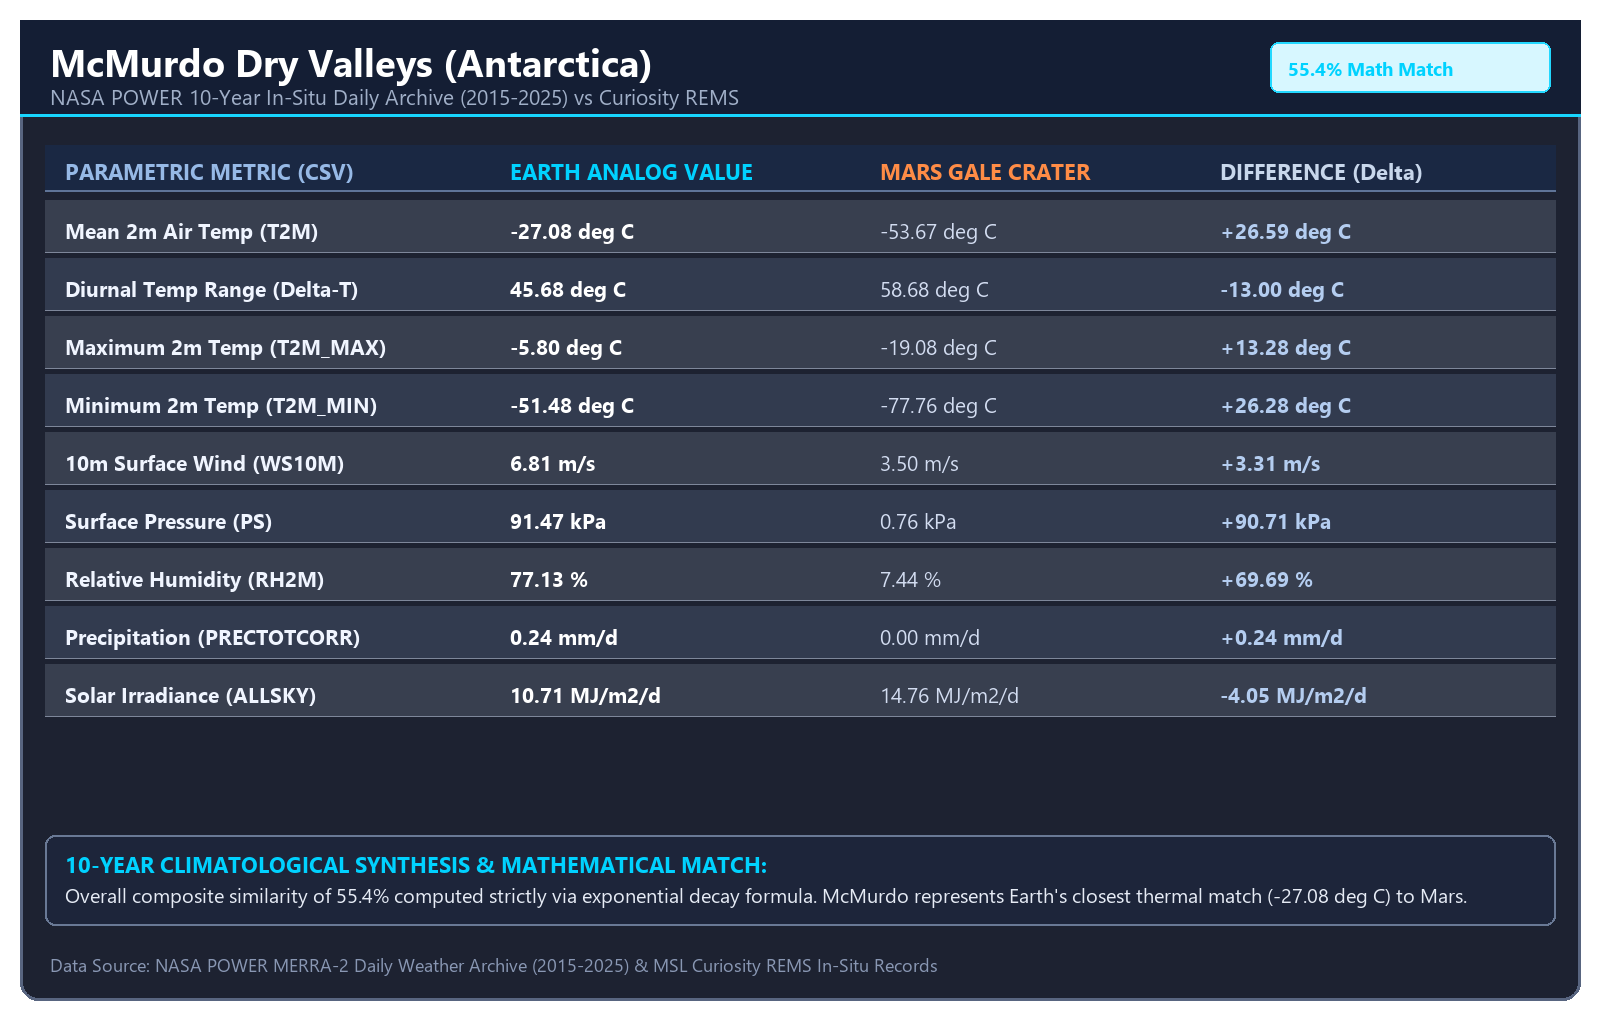 McMurdo Dry Valleys (Antarctica)
NASA POWER 10-Year In-Situ Daily Archive (2015-2025) vs Curiosity REMS
55.4% Math Match
PARAMETRIC METRIC (CSV) EARTH ANALOG VALUE MARS GALE CRATER DIFFERENCE (Delta)
Mean 2m Air Temp (T2M) -27.08 deg C -53.67 deg C +26.59 deg C
Diurnal Temp Range (Delta-T) 45.68 deg C 58.68 deg C -13.00 deg C
Maximum 2m Temp (T2M_MAX) -5.80 deg C -19.08 deg C +13.28 deg C
Minimum 2m Temp (T2M_MIN) -51.48 deg C -77.76 deg C +26.28 deg C
10m Surface Wind (WS10M) 6.81 m/s 3.50 m/s +3.31 m/s
Surface Pressure (PS) 91.47 kPa 0.76 kPa +90.71 kPa
Relative Humidity (RH2M) 77.13 % 7.44 % +69.69 %
Precipitation (PRECTOTCORR) 0.24 mm/d 0.00 mm/d +0.24 mm/d
Solar Irradiance (ALLSKY) 10.71 MJ/m2/d 14.76 MJ/m2/d -4.05 MJ/m2/d
10-YEAR CLIMATOLOGICAL SYNTHESIS & MATHEMATICAL MATCH:
Overall composite similarity of 55.4% computed strictly via exponential decay formula. McMurdo represents Earth's closest thermal match (-27.08 deg C) to Mars.
Data Source: NASA POWER MERRA-2 Daily Weather Archive (2015-2025) & MSL Curiosity REMS In-Situ Records